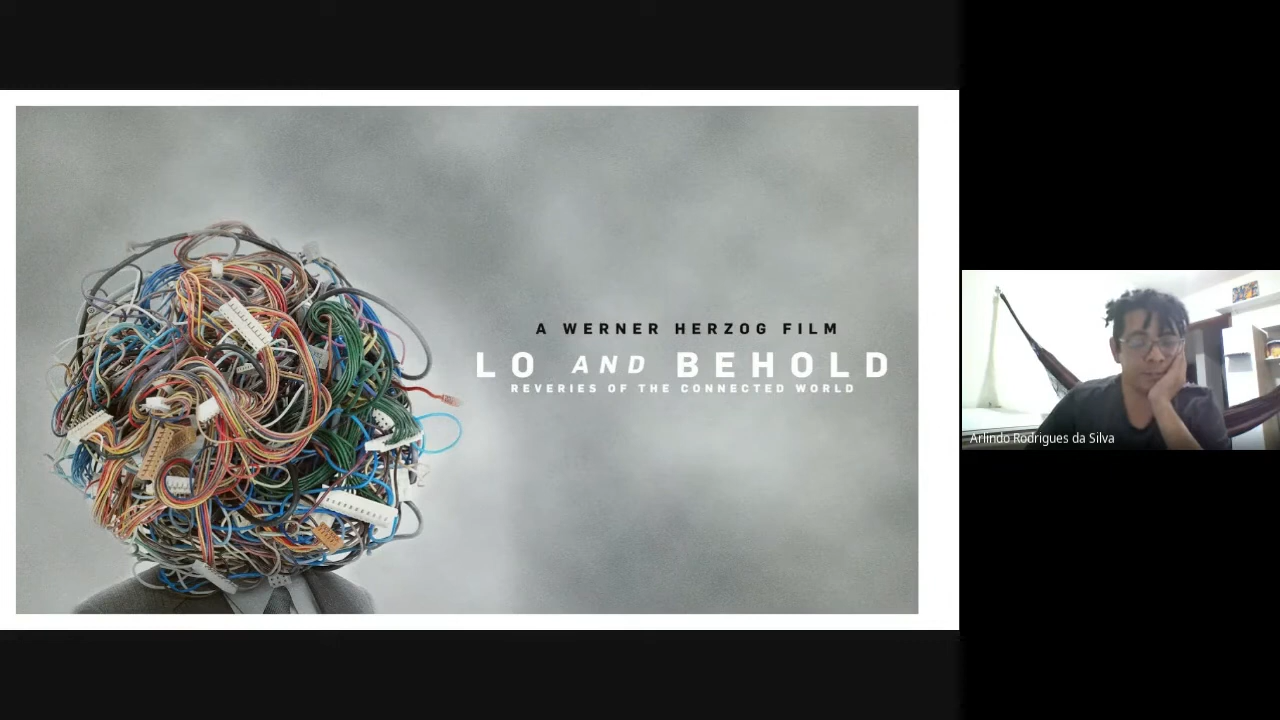 A WERNER HERZOG FILM
LO AND BEHOLD
REVERIES OF THE CONNECTED WORLD
Arlindo Rodrigues da Silva